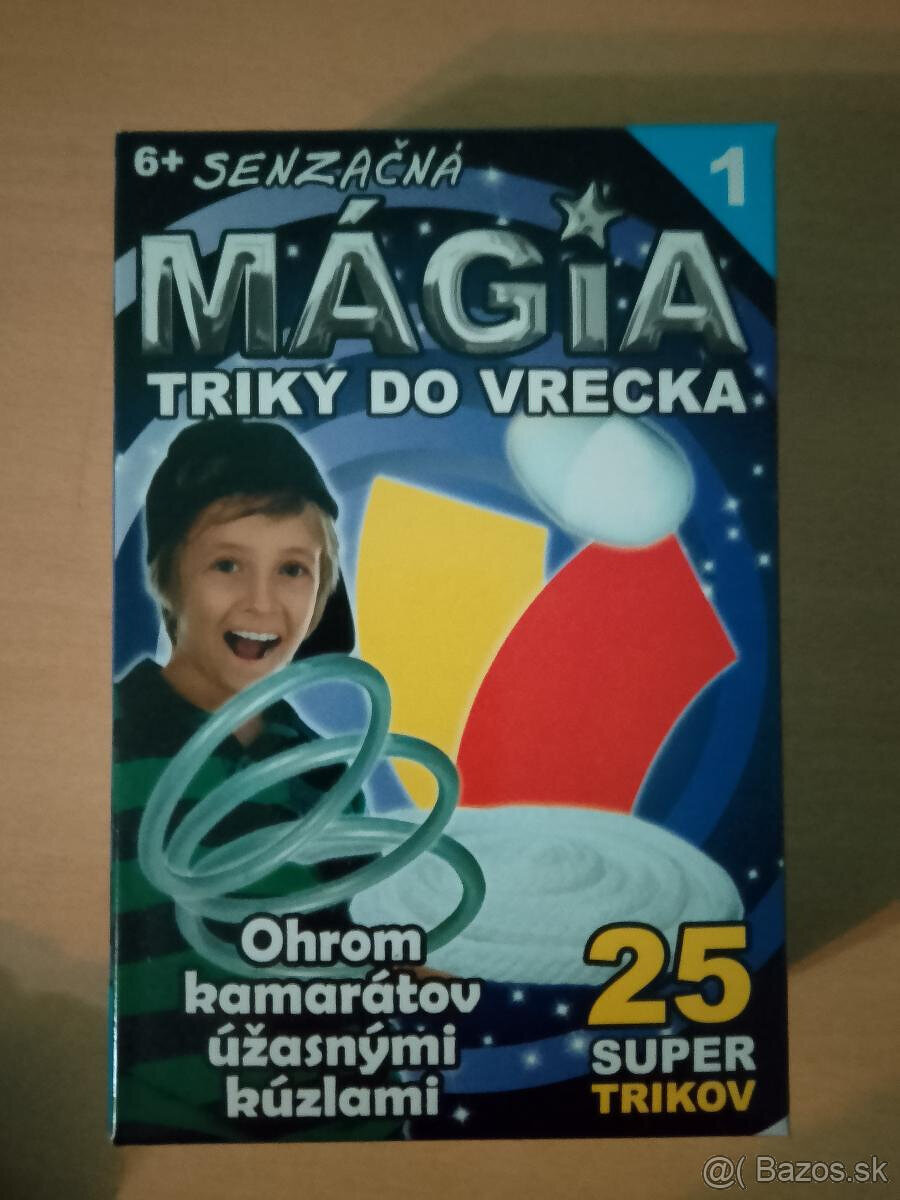 6+ SENZAČNÁ
1
MÁGiA
TRIKY DO VRECKA
Ohrom
kamarátov
úžasnými
kúzlami
25
SUPER
TRIKOV
@( Bazos.sk